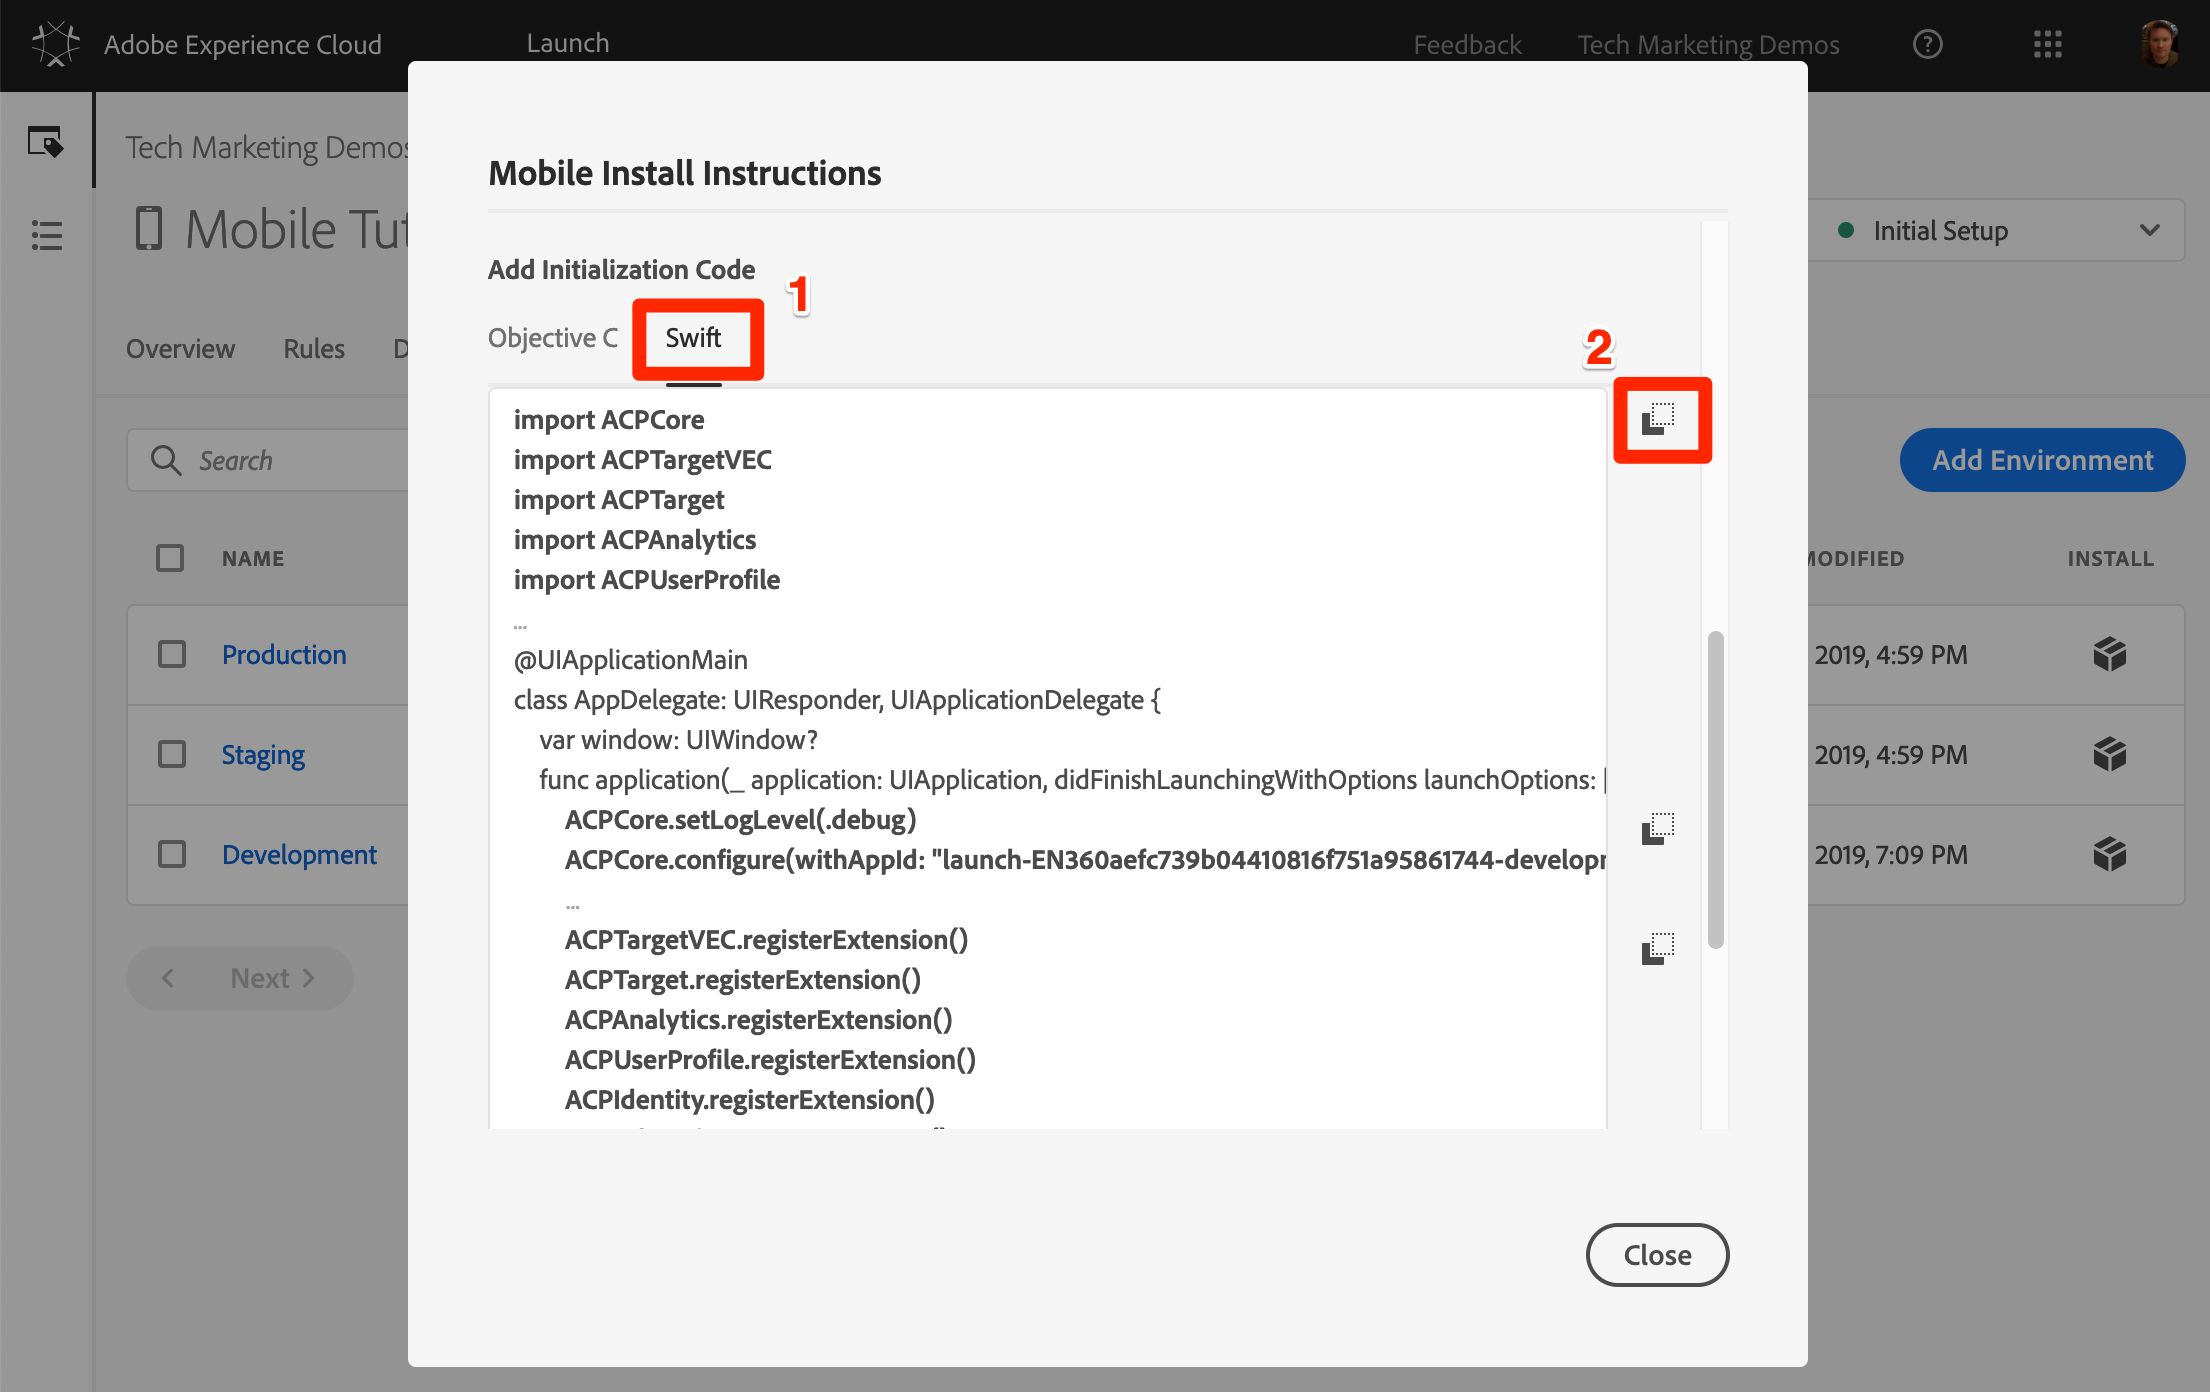 Adobe Experience Cloud
Launch
Feedback
Tech Marketing Demos
?
Tech Marketing Demos
Mobile Tut
Initial Setup
Overview
Rules
D
Search
Add Environment
NAME
MODIFIED
INSTALL
Production
2019, 4:59 PM
Staging
2019, 4:59 PM
Development
2019, 7:09 PM
Next
Mobile Install Instructions
Add Initialization Code
1
Objective C
Swift
2
import ACPCore
import ACPTargetVEC
import ACPTarget
import ACPAnalytics
import ACPUserProfile
...
@UIApplicationMain
class AppDelegate: UIResponder, UIApplicationDelegate {
var window: UIWindow?
func application(_ application: UIApplication, didFinishLaunchingWithOptions launchOptions: [
ACPCore.setLogLevel(.debug)
ACPCore.configure(withAppId: "launch-EN360aefc739b04410816f751a95861744-developm
...
ACPTargetVEC.registerExtension()
ACPTarget.registerExtension()
ACPAnalytics.registerExtension()
ACPUserProfile.registerExtension()
ACPIdentity.registerExtension()
Close